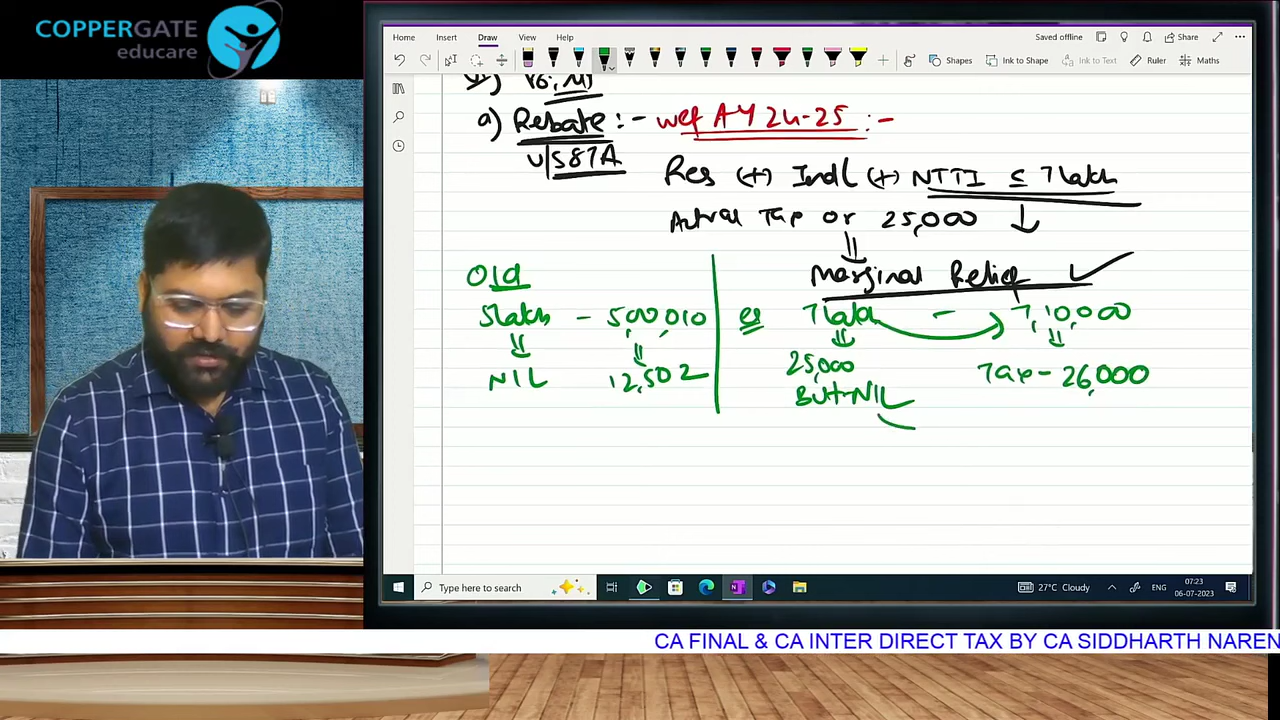 COPPERGATE
educare
Home Insert Draw View Help
Saved offline
Share
Shapes
Ink to Shape
Ink to Text
Ruler
Maths
a) Rebate :- wef AY 24-25 :-
u/s 87A
Res (+) Indl (+) NTTI ≤ 7 lakh
Actual Tax or 25,000 ↓
Marginal Relief ✓
Old
5 lakh - 5,00,010
NIL
12,502
eg 7 lakh - 7,10,000
25,000
But NIL
Tax - 26,000
Type here to search
27°C Cloudy
ENG
07:23
06-07-2023
CA FINAL & CA INTER DIRECT TAX BY CA SIDDHARTH NAREN